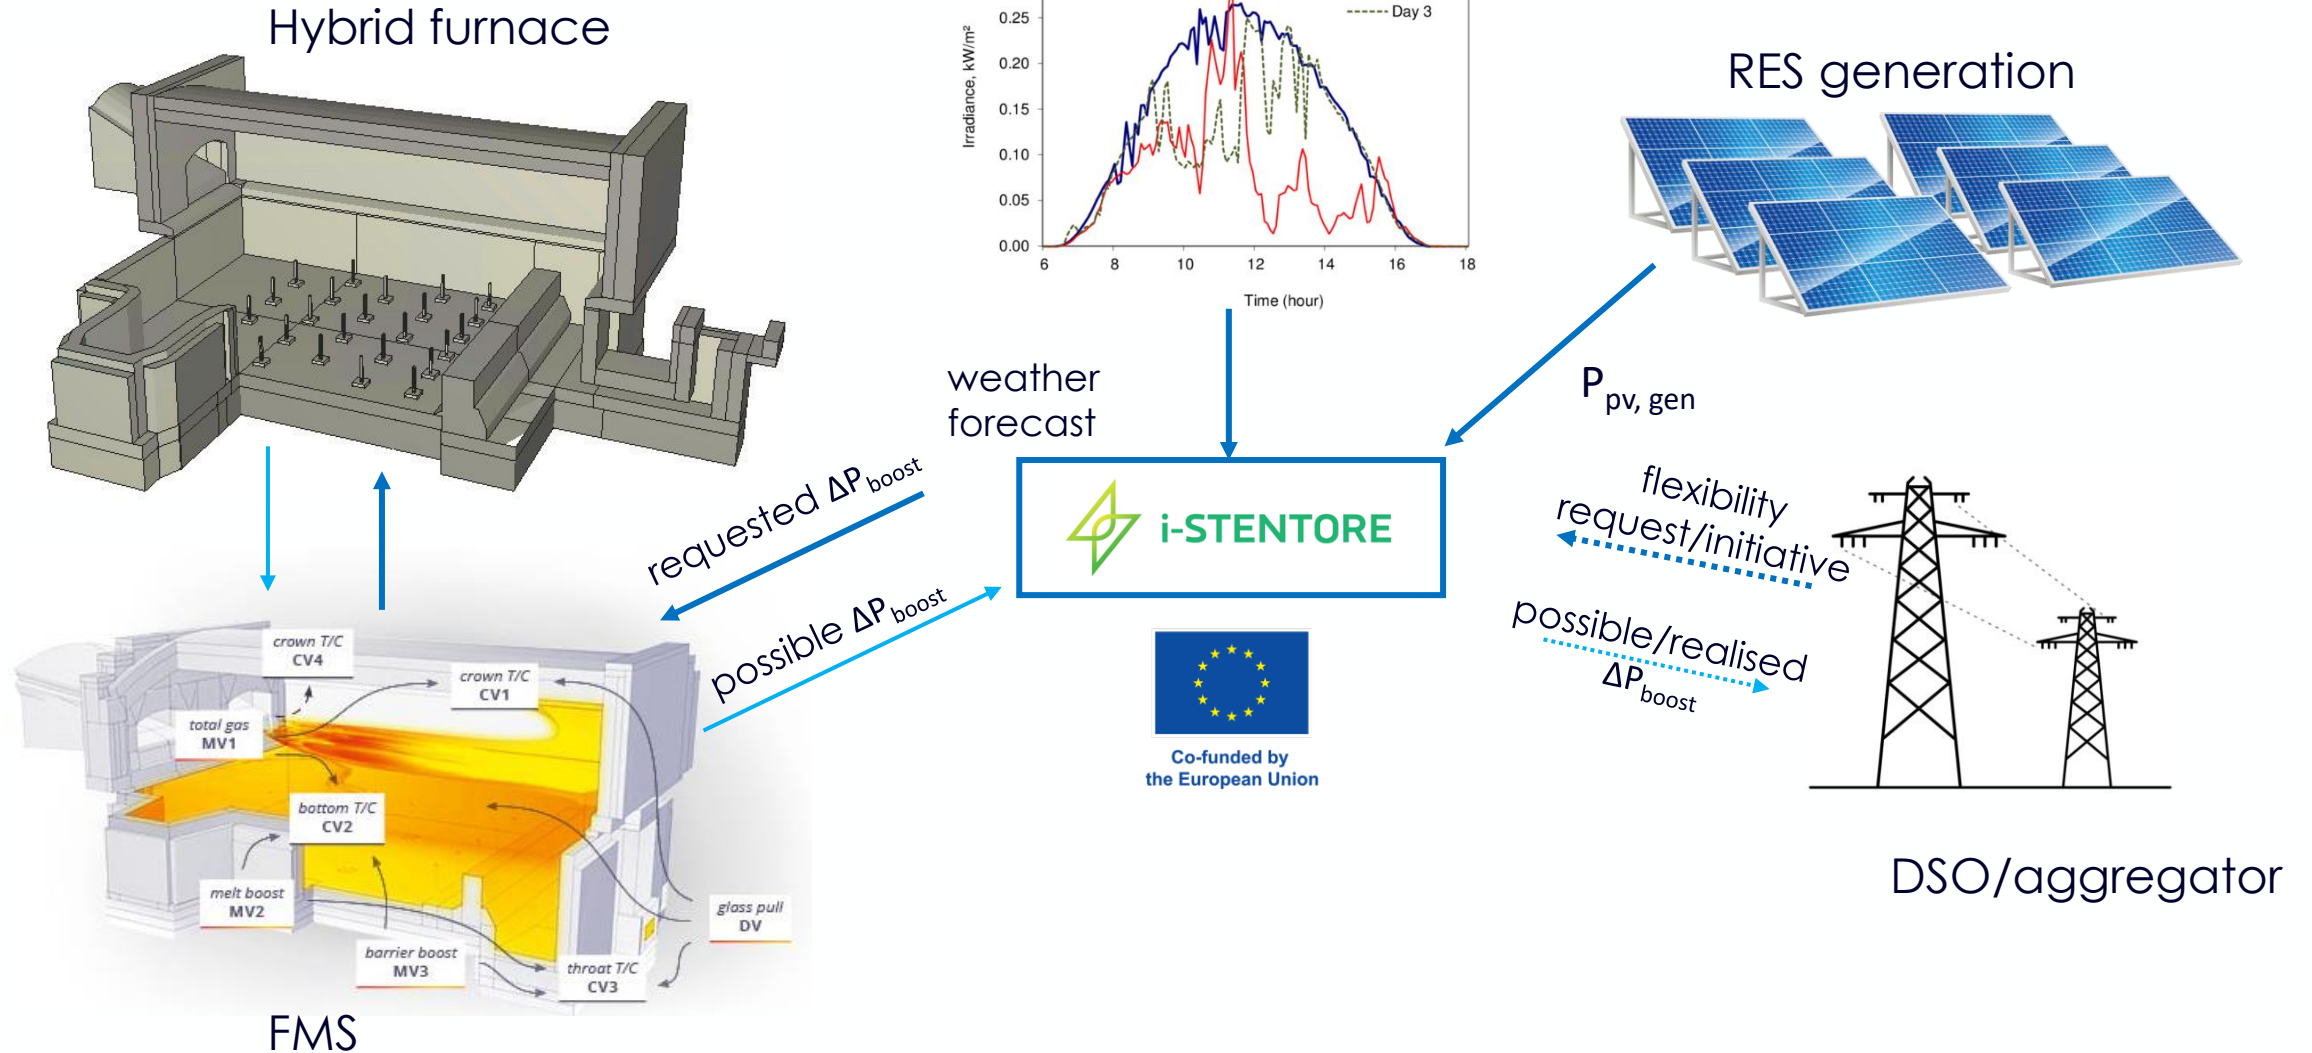 Hybrid furnace
Irradiance, kW/m²
0.25
0.20
0.15
0.10
0.05
0.00
6 8 10 12 14 16 18
Time (hour)
Day 3
RES generation
weather
forecast
P pv, gen
requested ΔP boost
possible ΔP boost
i-STENTORE
flexibility
request/initiative
possible/realised
ΔP boost
Co-funded by
the European Union
DSO/aggregator
crown T/C
CV4
crown T/C
CV1
total gas
MV1
bottom T/C
CV2
melt boost
MV2
barrier boost
MV3
throat T/C
CV3
glass pull
DV
FMS